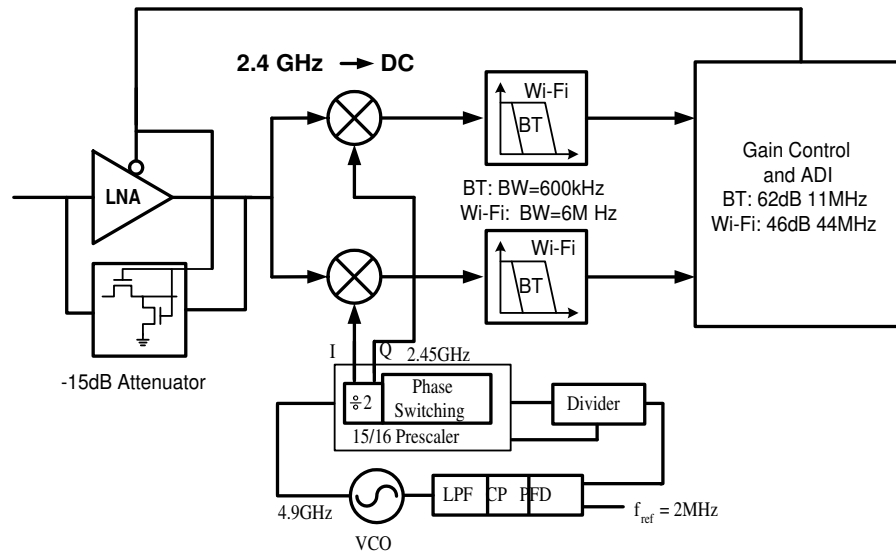 2.4 GHz → DC
LNA
-15dB Attenuator
Wi-Fi
BT
BT: BW=600kHz
Wi-Fi: BW=6M Hz
Wi-Fi
BT
Gain Control
and ADI
BT: 62dB 11MHz
Wi-Fi: 46dB 44MHz
I
Q
2.45GHz
÷2
Phase
Switching
15/16 Prescaler
Divider
4.9GHz
VCO
LPF CP PFD
f_ref = 2MHz